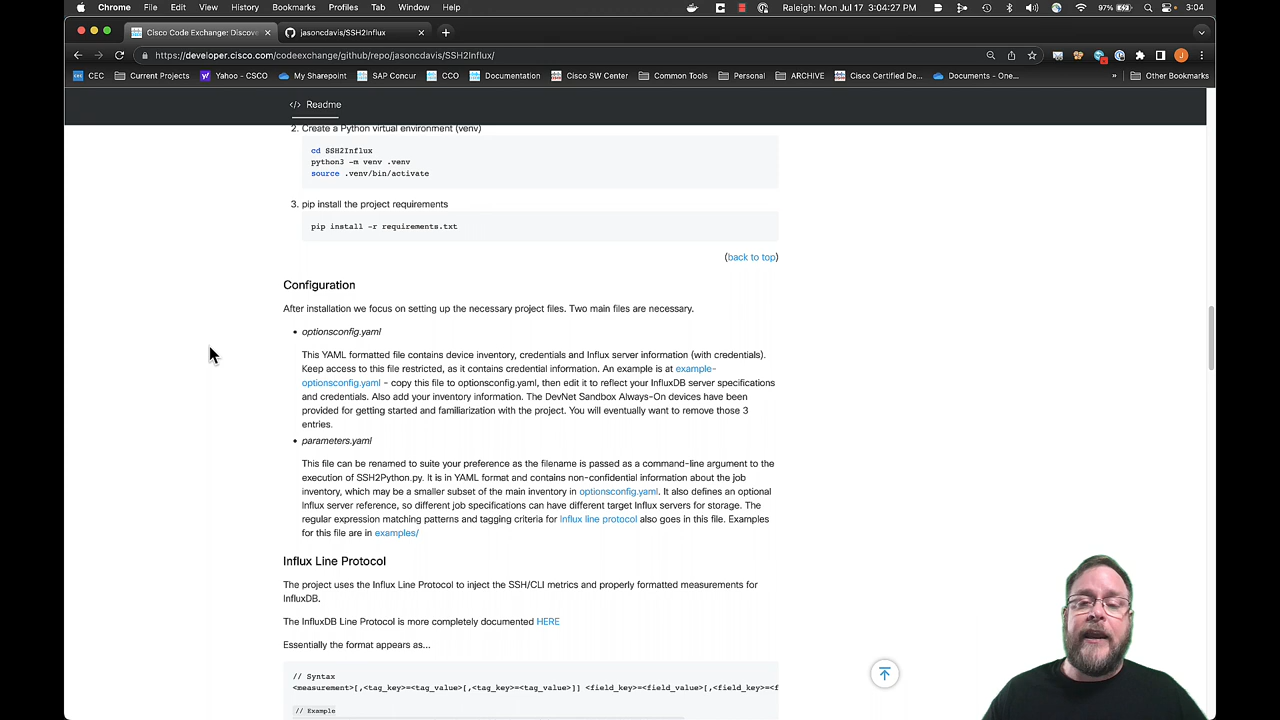 Chrome File Edit View History Bookmarks Profiles Tab Window Help Raleigh: Mon Jul 17 3:04:27 PM 97% 3:04
Cisco Code Exchange: Discove jasoncdavis/SSH2Influx
https://developer.cisco.com/codeexchange/github/repo/jasoncdavis/SSH2Influx/
CEC Current Projects Yahoo - CSCO My Sharepoint SAP Concur CCO Documentation Cisco SW Center Common Tools Personal ARCHIVE Cisco Certified De... Documents - One... » Other Bookmarks
</> Readme
2. Create a Python virtual environment (venv)
cd SSH2Influx
python3 -m venv .venv
source .venv/bin/activate
3. pip install the project requirements
pip install -r requirements.txt
(back to top)
Configuration
After installation we focus on setting up the necessary project files. Two main files are necessary.
• optionsconfig.yaml
This YAML formatted file contains device inventory, credentials and Influx server information (with credentials).
Keep access to this file restricted, as it contains credential information. An example is at example-
optionsconfig.yaml - copy this file to optionsconfig.yaml, then edit it to reflect your InfluxDB server specifications
and credentials. Also add your inventory information. The DevNet Sandbox Always-On devices have been
provided for getting started and familiarization with the project. You will eventually want to remove those 3
entries.
• parameters.yaml
This file can be renamed to suite your preference as the filename is passed as a command-line argument to the
execution of SSH2Python.py. It is in YAML format and contains non-confidential information about the job
inventory, which may be a smaller subset of the main inventory in optionsconfig.yaml. It also defines an optional
Influx server reference, so different job specifications can have different target Influx servers for storage. The
regular expression matching patterns and tagging criteria for influx line protocol also goes in this file. Examples
for this file are in examples/
Influx Line Protocol
The project uses the Influx Line Protocol to inject the SSH/CLI metrics and properly formatted measurements for
InfluxDB.
The InfluxDB Line Protocol is more completely documented HERE
Essentially the format appears as...
// Syntax
<measurement>[,<tag_key>=<tag_value>[,<tag_key>=<tag_value>]] <field_key>=<field_value>[,<field_key>=<f
// Example